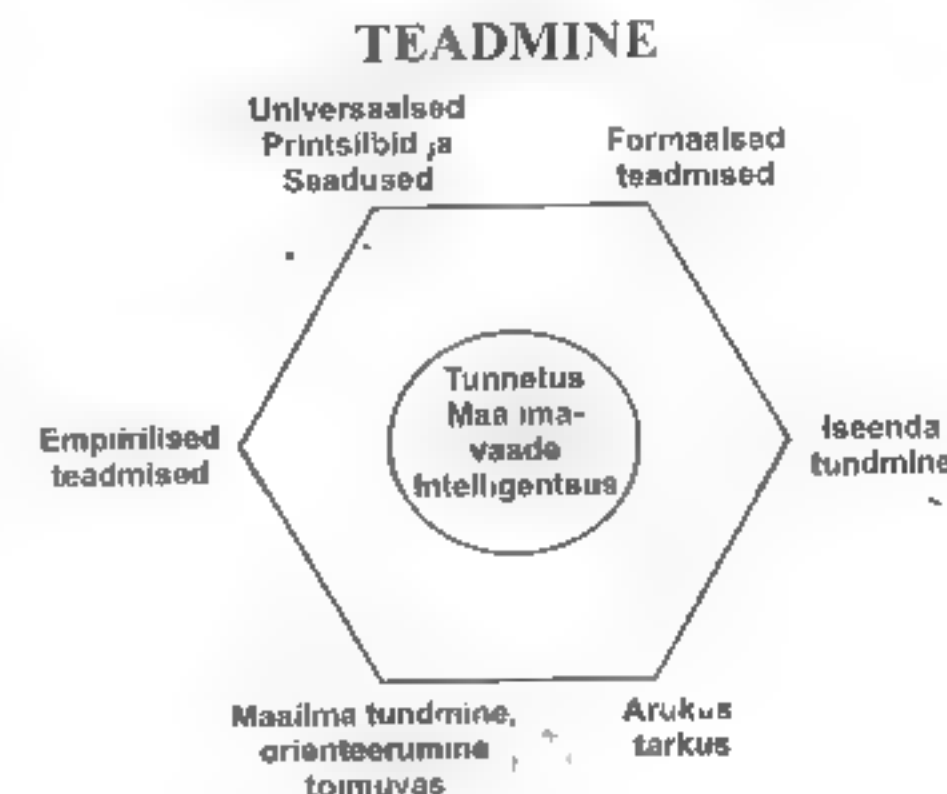 TEADMINE
Universaalsed
Printsiibid ja
Seadused
Formaalsed
teadmised
Tunnetus
Maailma-
vaade
Intelligentsus
Empiirilised
teadmised
Iseenda
tundmine
Maailma tundmine,
orienteerumine
toimuvas
Arukus
tarkus